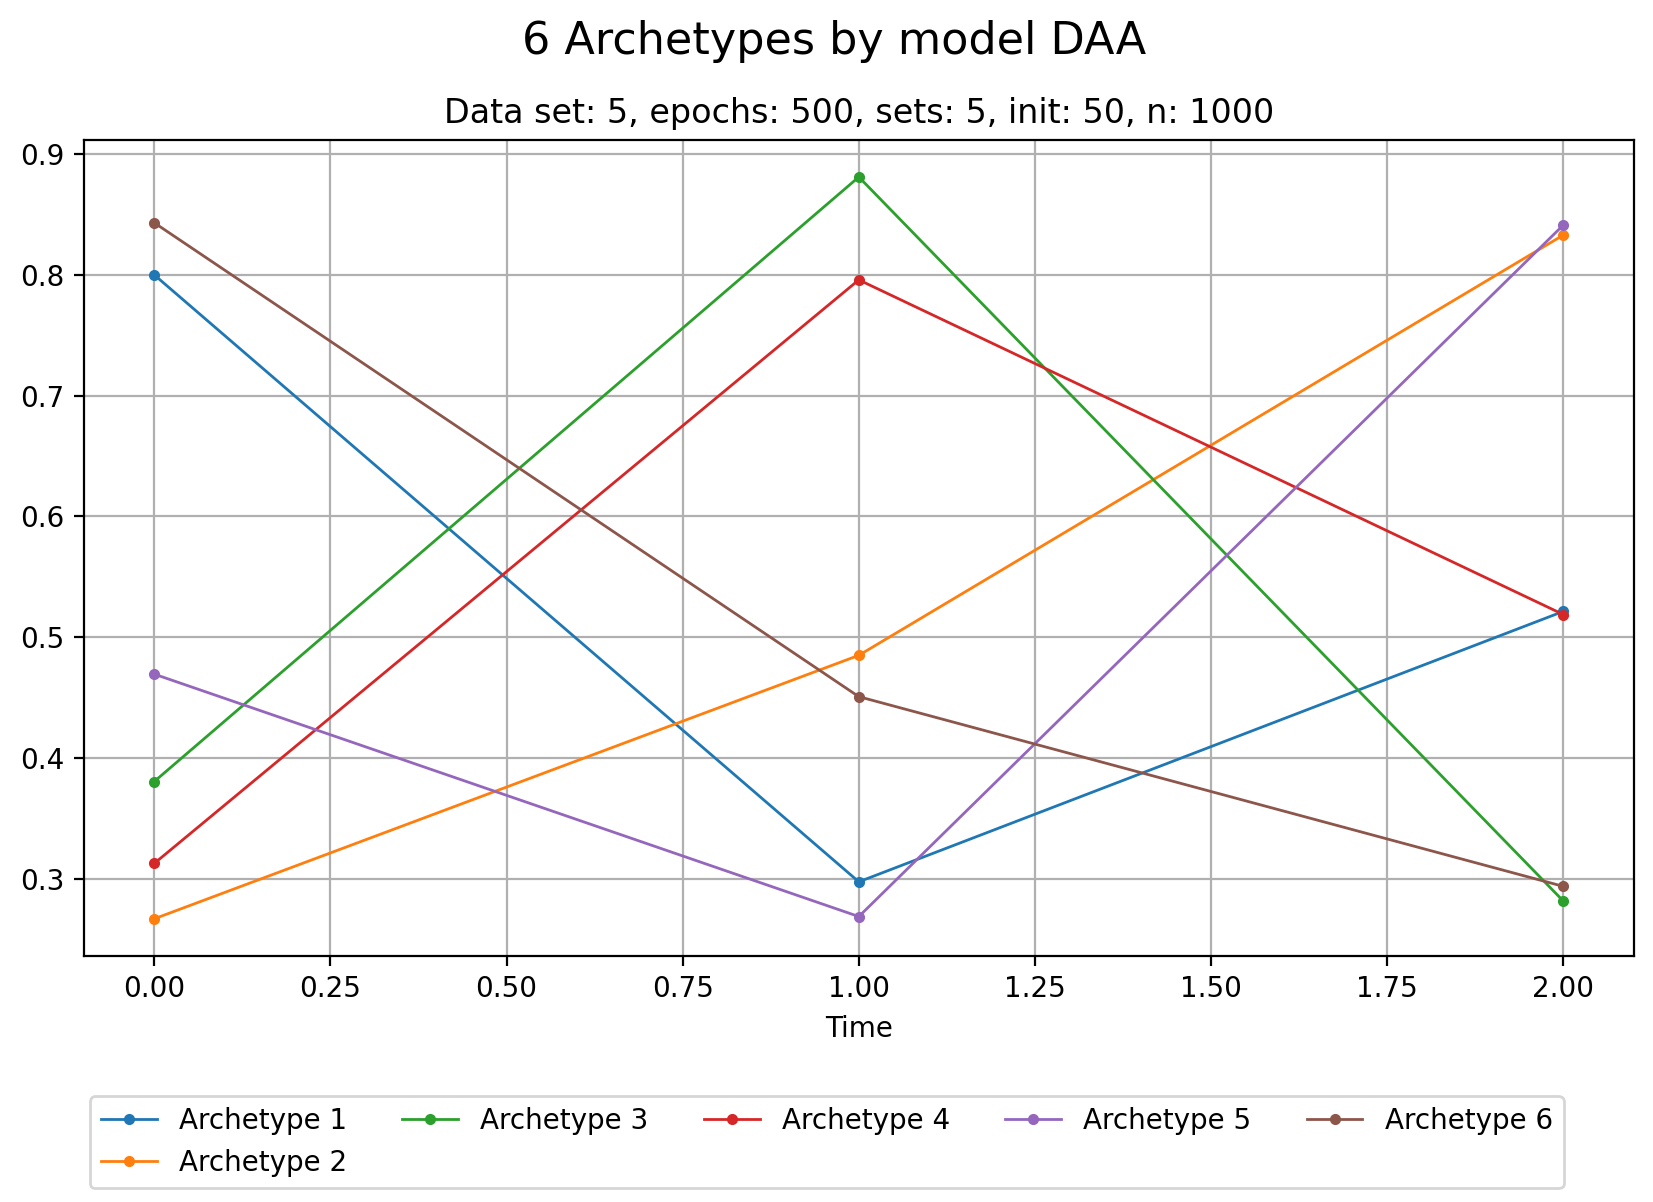 6 Archetypes by model DAA
Data set: 5, epochs: 500, sets: 5, init: 50, n: 1000
0.9
0.8
0.7
0.6
0.5
0.4
0.3
0.00 0.25 0.50 0.75 1.00 1.25 1.50 1.75 2.00
Time
Archetype 1 Archetype 3 Archetype 4 Archetype 5 Archetype 6
Archetype 2